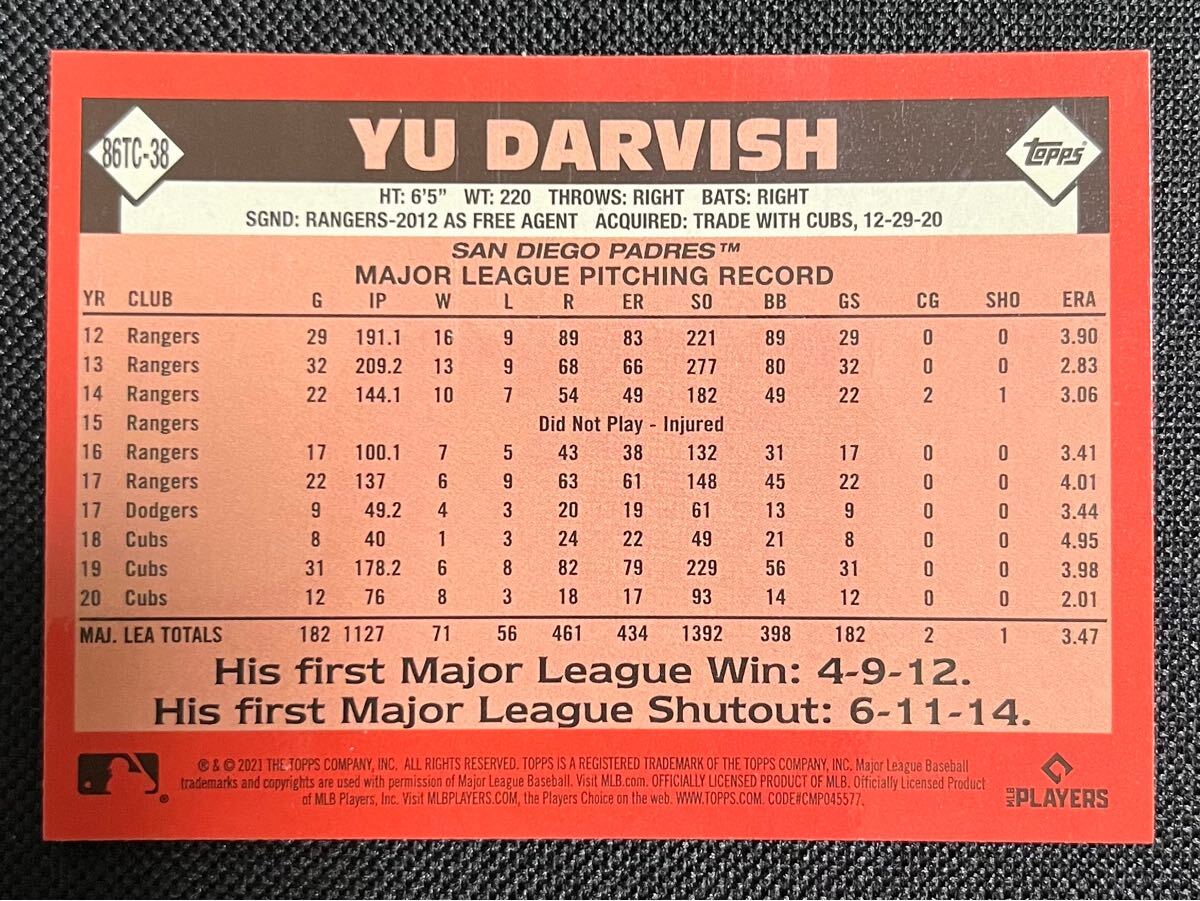 86TC-38
YU DARVISH
TOPPS®
HT: 6'5" WT: 220 THROWS: RIGHT BATS: RIGHT
SGND: RANGERS-2012 AS FREE AGENT ACQUIRED: TRADE WITH CUBS, 12-29-20
SAN DIEGO PADRES™
MAJOR LEAGUE PITCHING RECORD
YR CLUB G IP W L R ER SO BB GS CG SHO ERA
12 Rangers 29 191.1 16 9 89 83 221 89 29 0 0 3.90
13 Rangers 32 209.2 13 9 68 66 277 80 32 0 0 2.83
14 Rangers 22 144.1 10 7 54 49 182 49 22 2 1 3.06
15 Rangers Did Not Play - Injured
16 Rangers 17 100.1 7 5 43 38 132 31 17 0 0 3.41
17 Rangers 22 137 6 9 63 61 148 45 22 0 0 4.01
17 Dodgers 9 49.2 4 3 20 19 61 13 9 0 0 3.44
18 Cubs 8 40 1 3 24 22 49 21 8 0 0 4.95
19 Cubs 31 178.2 6 8 82 79 229 56 31 0 0 3.98
20 Cubs 12 76 8 3 18 17 93 14 12 0 0 2.01
MAJ. LEA TOTALS 182 1127 71 56 461 434 1392 398 182 2 1 3.47
His first Major League Win: 4-9-12.
His first Major League Shutout: 6-11-14.
® & © 2021 THE TOPPS COMPANY, INC. ALL RIGHTS RESERVED. TOPPS IS A REGISTERED TRADEMARK OF THE TOPPS COMPANY, INC. Major League Baseball
trademarks and copyrights are used with permission of Major League Baseball. Visit MLB.com. OFFICIALLY LICENSED PRODUCT OF MLB. Officially Licensed Product
of MLB Players, Inc. Visit MLBPLAYERS.COM, the Players Choice on the web. WWW.TOPPS.COM. CODE#CMP045577.
®
MLB PLAYERS